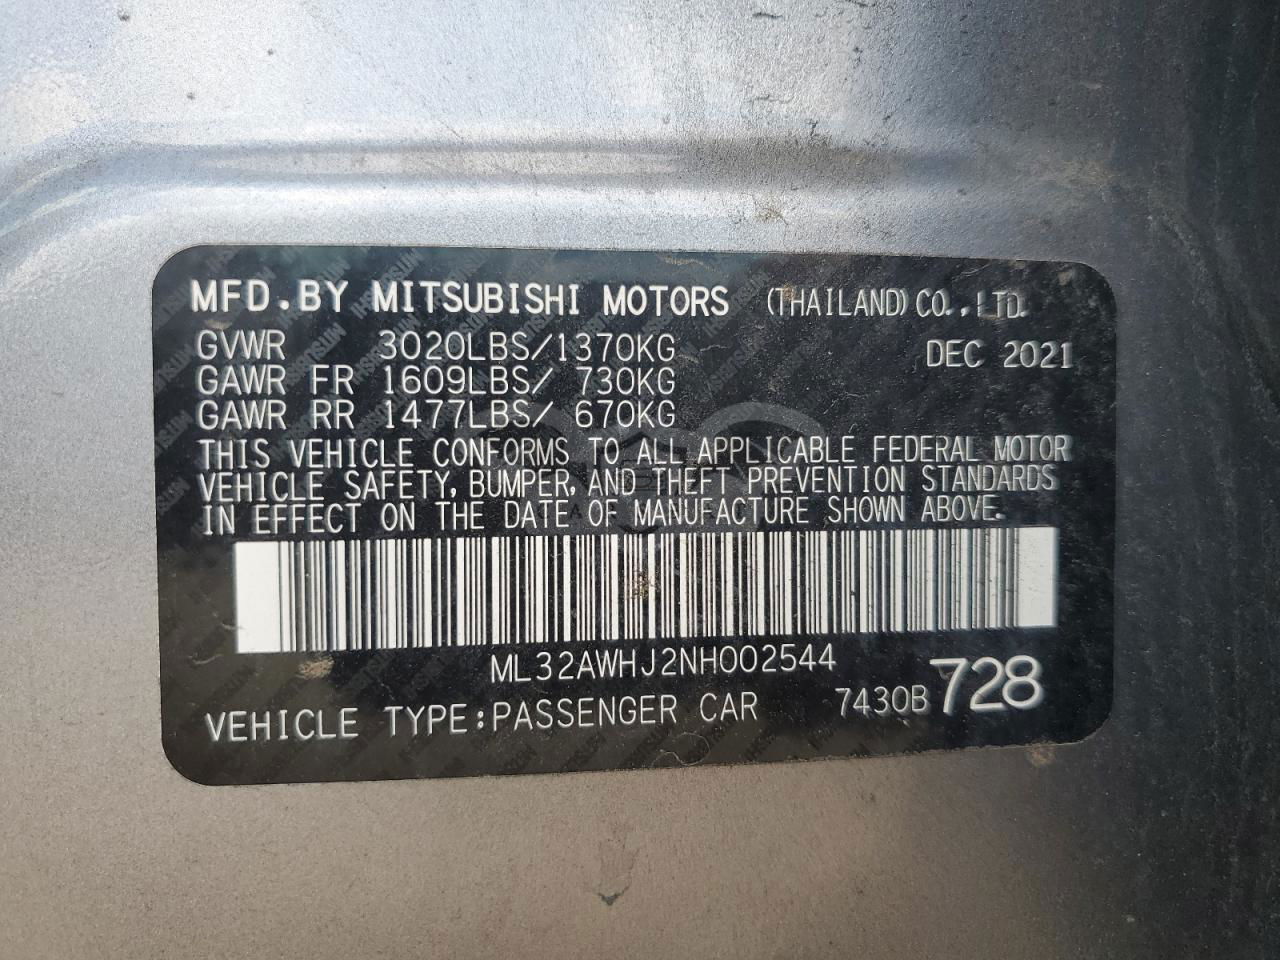 MFD.BY MITSUBISHI MOTORS (THAILAND) CO.,LTD.
GVWR 3020LBS/1370KG DEC 2021
GAWR FR 1609LBS/ 730KG
GAWR RR 1477LBS/ 670KG
THIS VEHICLE CONFORMS TO ALL APPLICABLE FEDERAL MOTOR
VEHICLE SAFETY, BUMPER, AND THEFT PREVENTION STANDARDS
IN EFFECT ON THE DATE OF MANUFACTURE SHOWN ABOVE.
ML32AWHJ2NH002544
VEHICLE TYPE:PASSENGER CAR 7430B 728